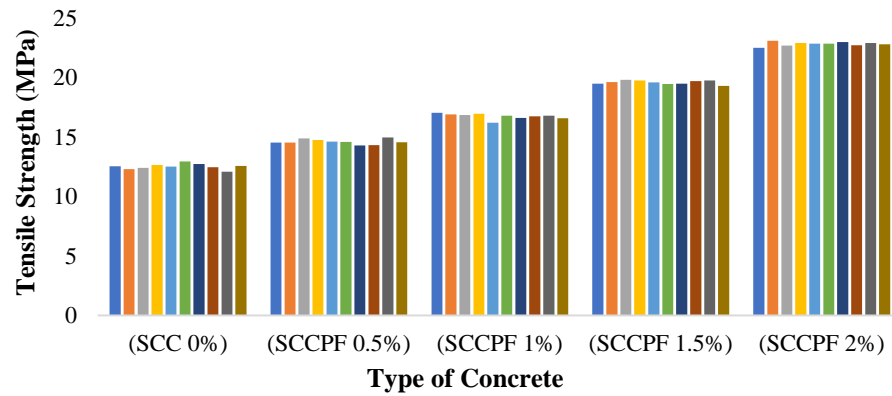 Tensile Strength (MPa)
25
20
15
10
5
0
(SCC 0%) (SCCPF 0.5%) (SCCPF 1%) (SCCPF 1.5%) (SCCPF 2%)
Type of Concrete